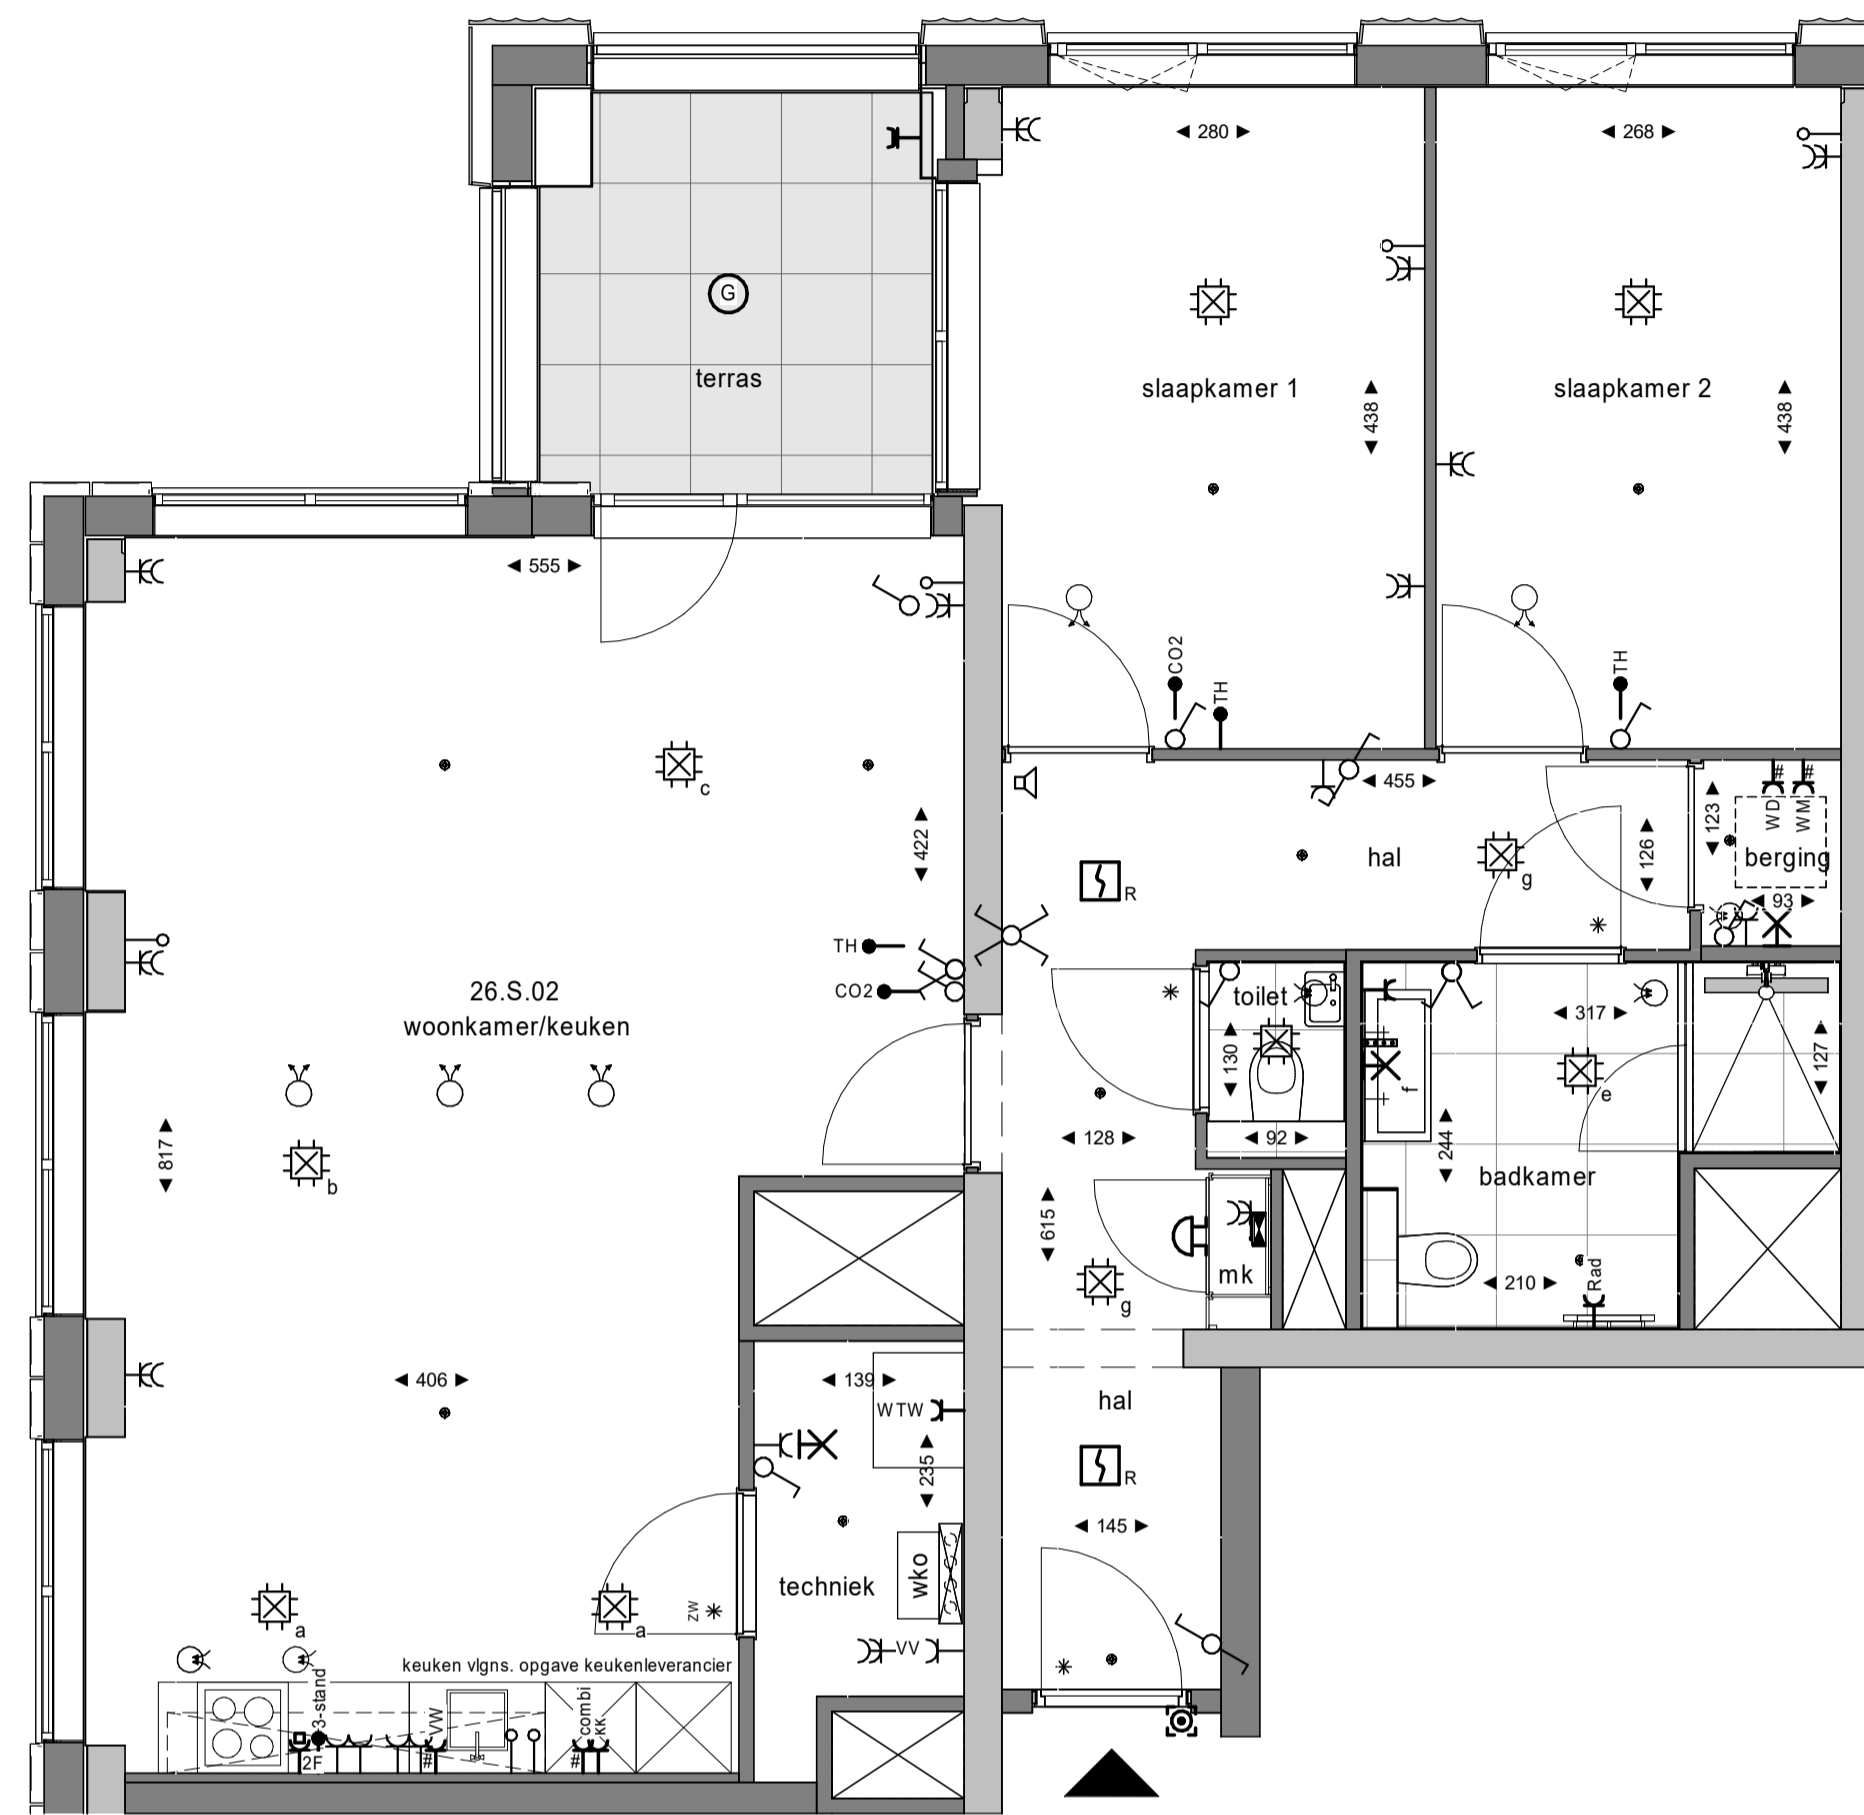 280
268
G
terras
slaapkamer 1
438
slaapkamer 2
438
555
CO2
TH
TH
c
422
455
hal
g
126
123
WD
#
WM
#
berging
93
R
TH
CO2
26.S.02
woonkamer/keuken
toilet
130
92
128
317
127
f
e
244
badkamer
210
Rad
817
b
615
mk
g
406
139
WTW
235
hal
R
145
techniek
wko
VV
a
a
zw
keuken vlgns. opgave keukenleverancier
3-stand
2F
VW
#
combi
KK
#